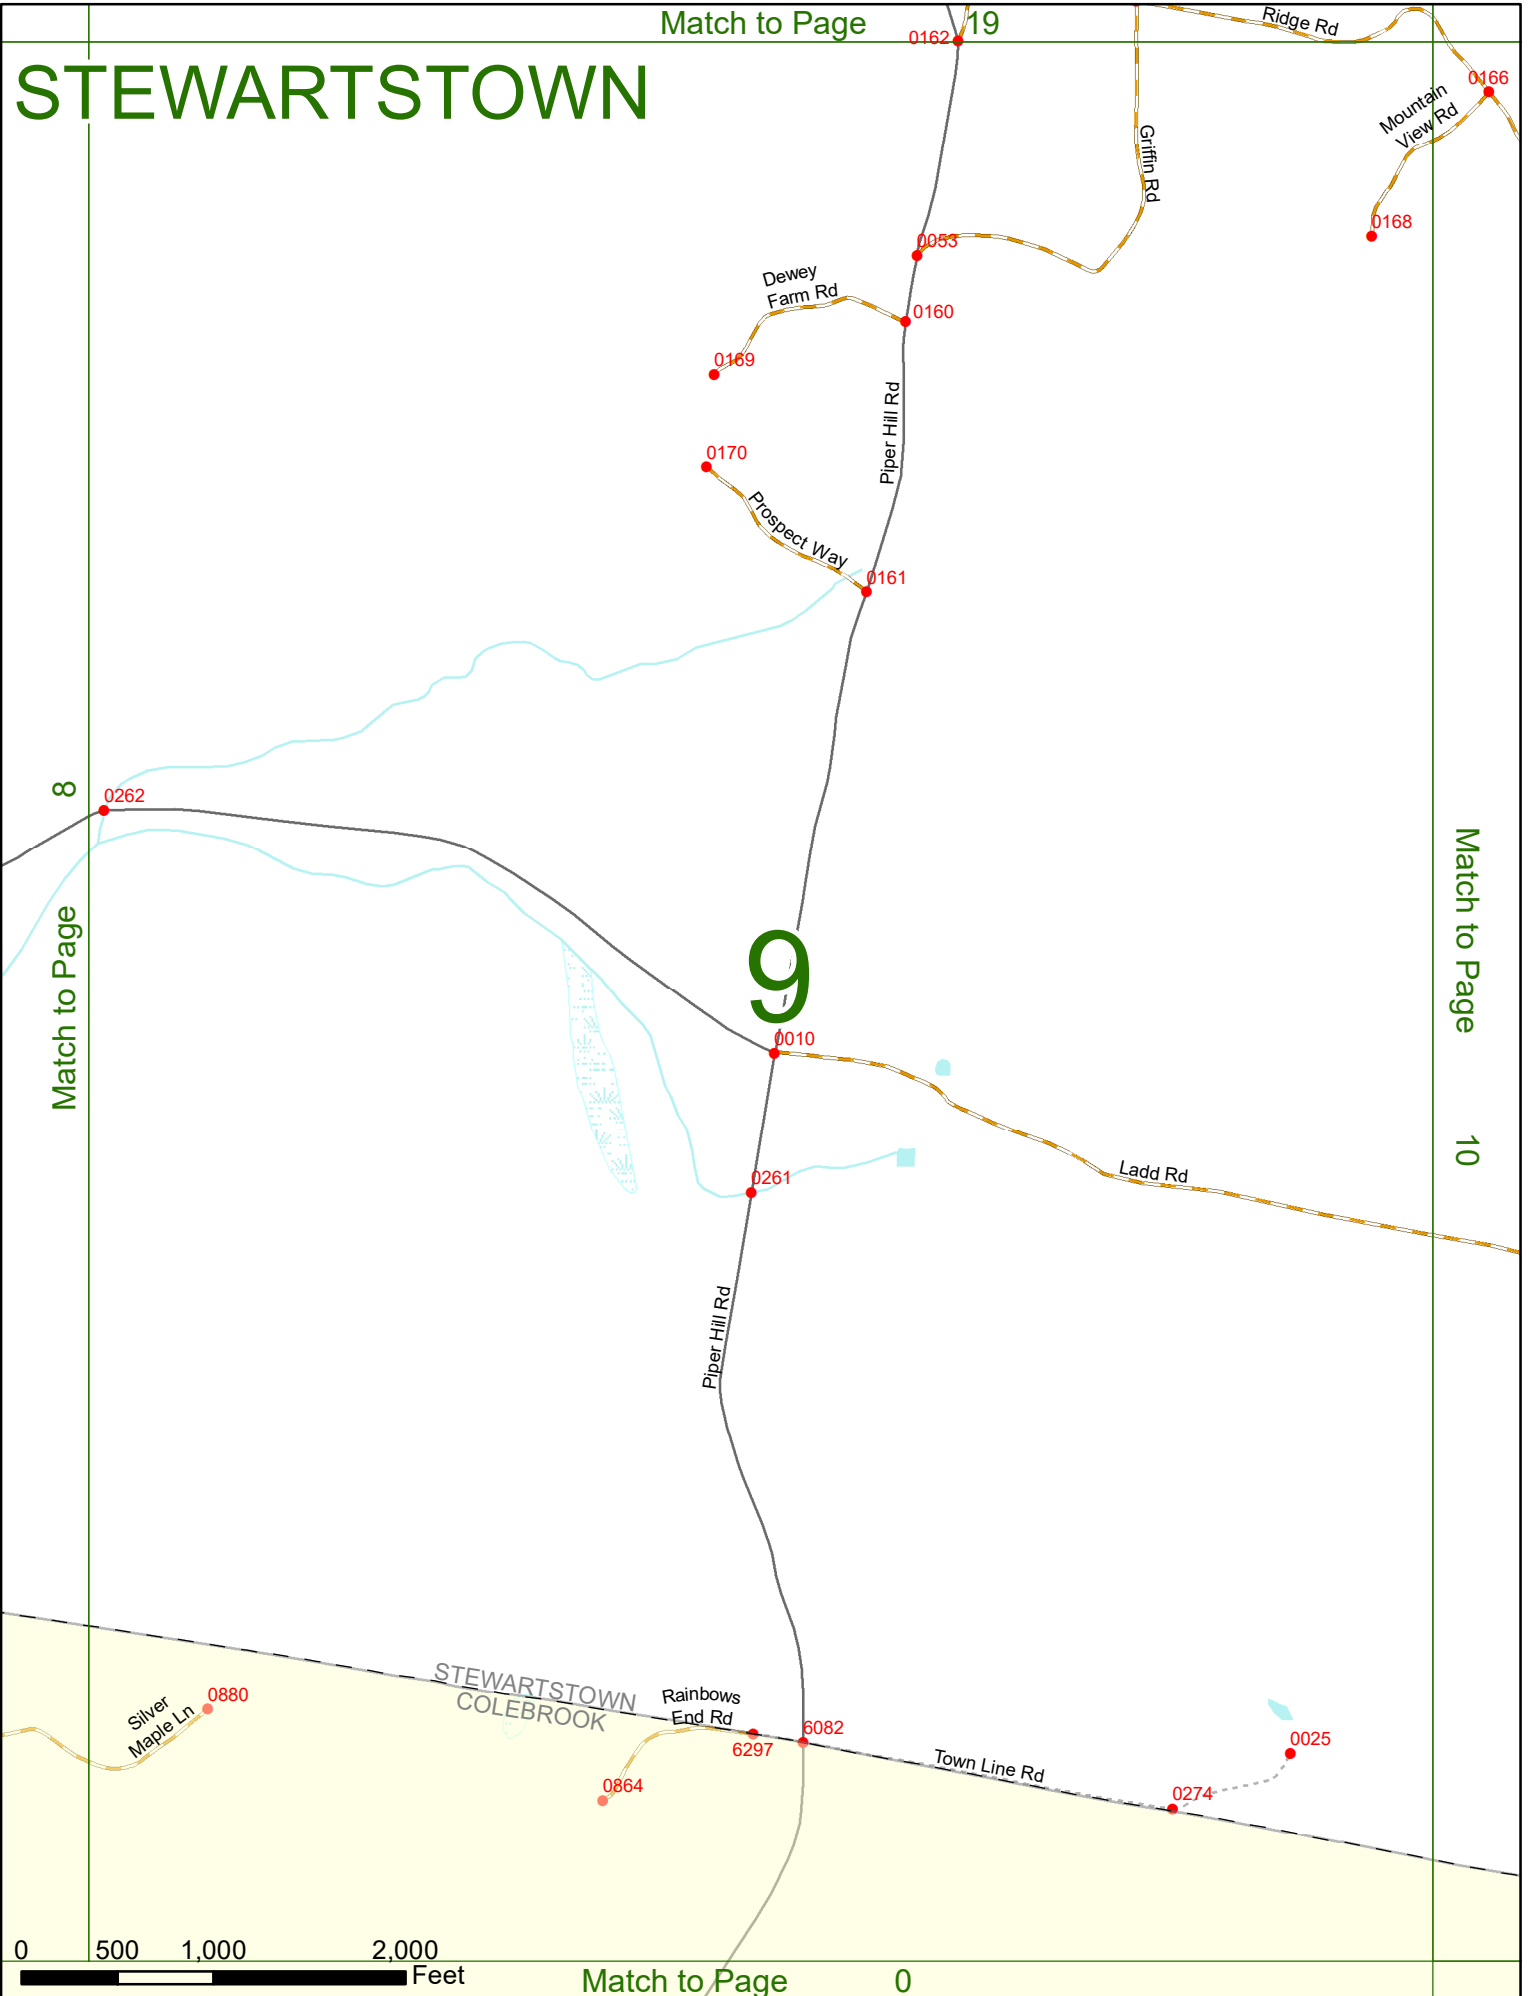 Match to Page 19
STEWARTSTOWN
0162
Ridge Rd
0166
Mountain
View Rd
Griffin Rd
0168
0053
Dewey
Farm Rd
0160
0169
Piper Hill Rd
0170
Prospect Way
0161
8
Match to Page
0262
Match to Page
10
9
0010
Ladd Rd
0261
Piper Hill Rd
STEWARTSTOWN
COLEBROOK
Silver
Maple Ln
0880
Rainbows
End Rd
6297
6082
0864
Town Line Rd
0025
0274
0 500 1,000 2,000
Feet
Match to Page 0